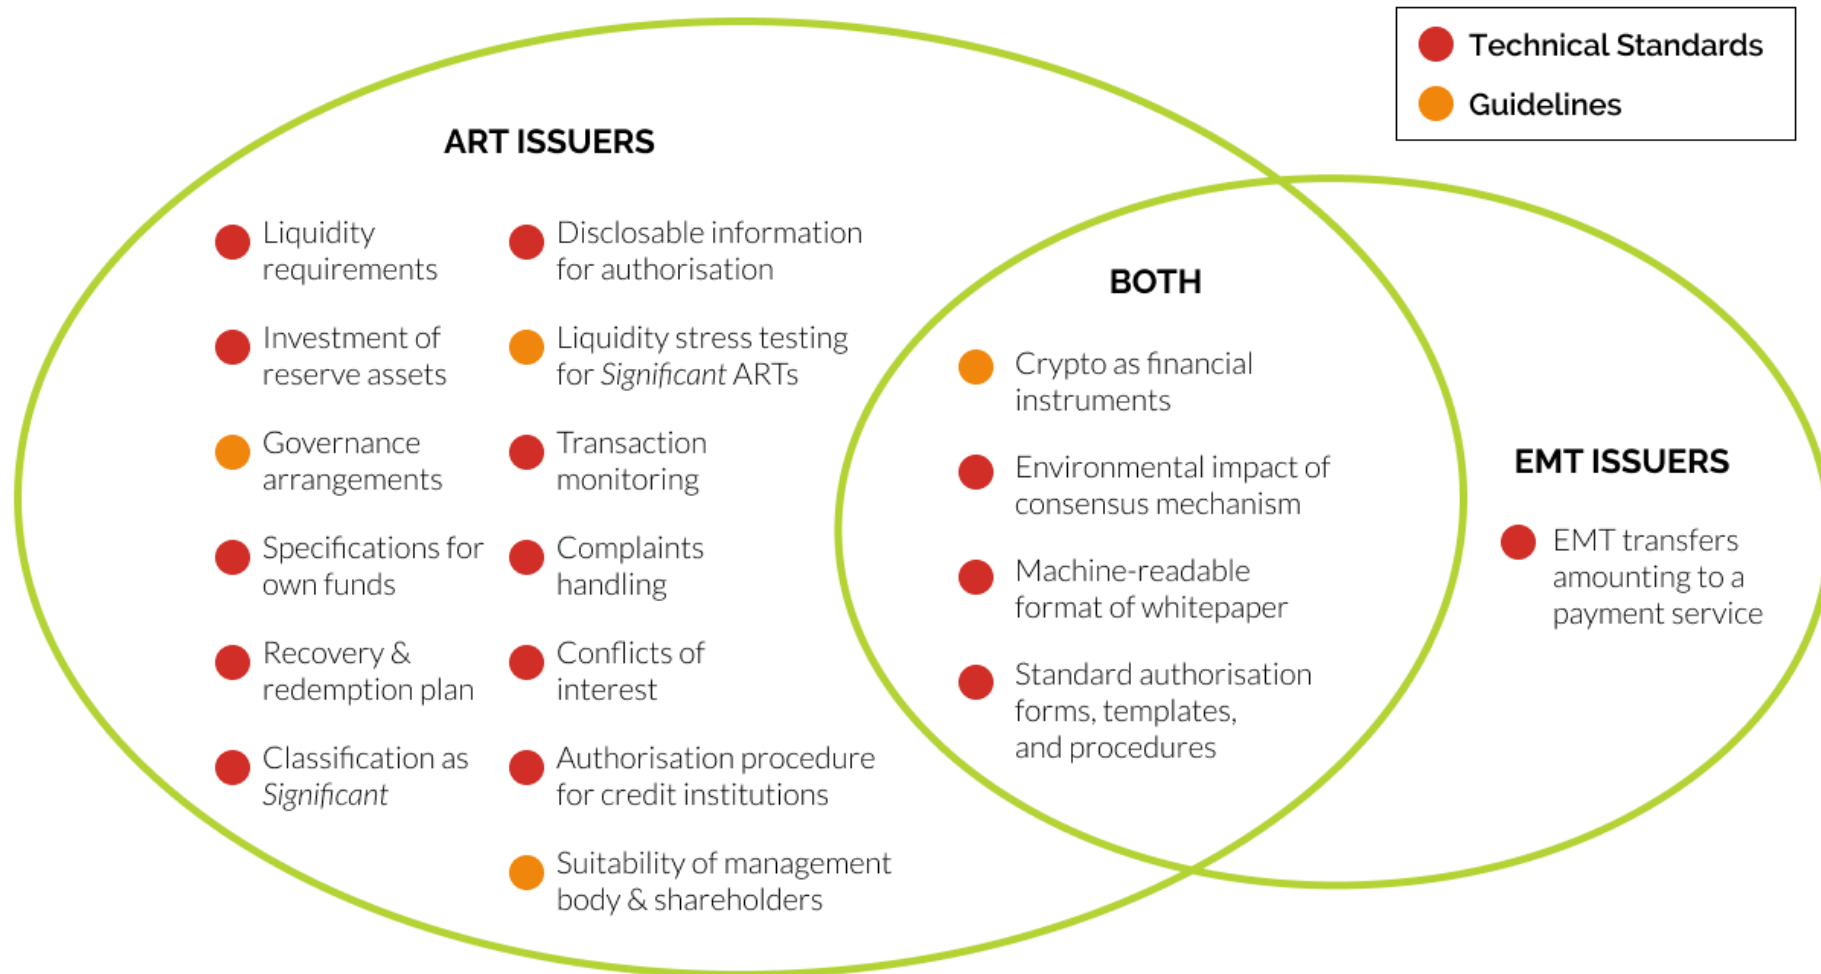 Technical Standards
Guidelines
ART ISSUERS
Liquidity
requirements
Investment of
reserve assets
Governance
arrangements
Specifications for
own funds
Recovery &
redemption plan
Classification as
Significant
Disclosable information
for authorisation
Liquidity stress testing
for Significant ARTs
Transaction
monitoring
Complaints
handling
Conflicts of
interest
Authorisation procedure
for credit institutions
Suitability of management
body & shareholders
BOTH
Crypto as financial
instruments
Environmental impact of
consensus mechanism
Machine-readable
format of whitepaper
Standard authorisation
forms, templates,
and procedures
EMT ISSUERS
EMT transfers
amounting to a
payment service